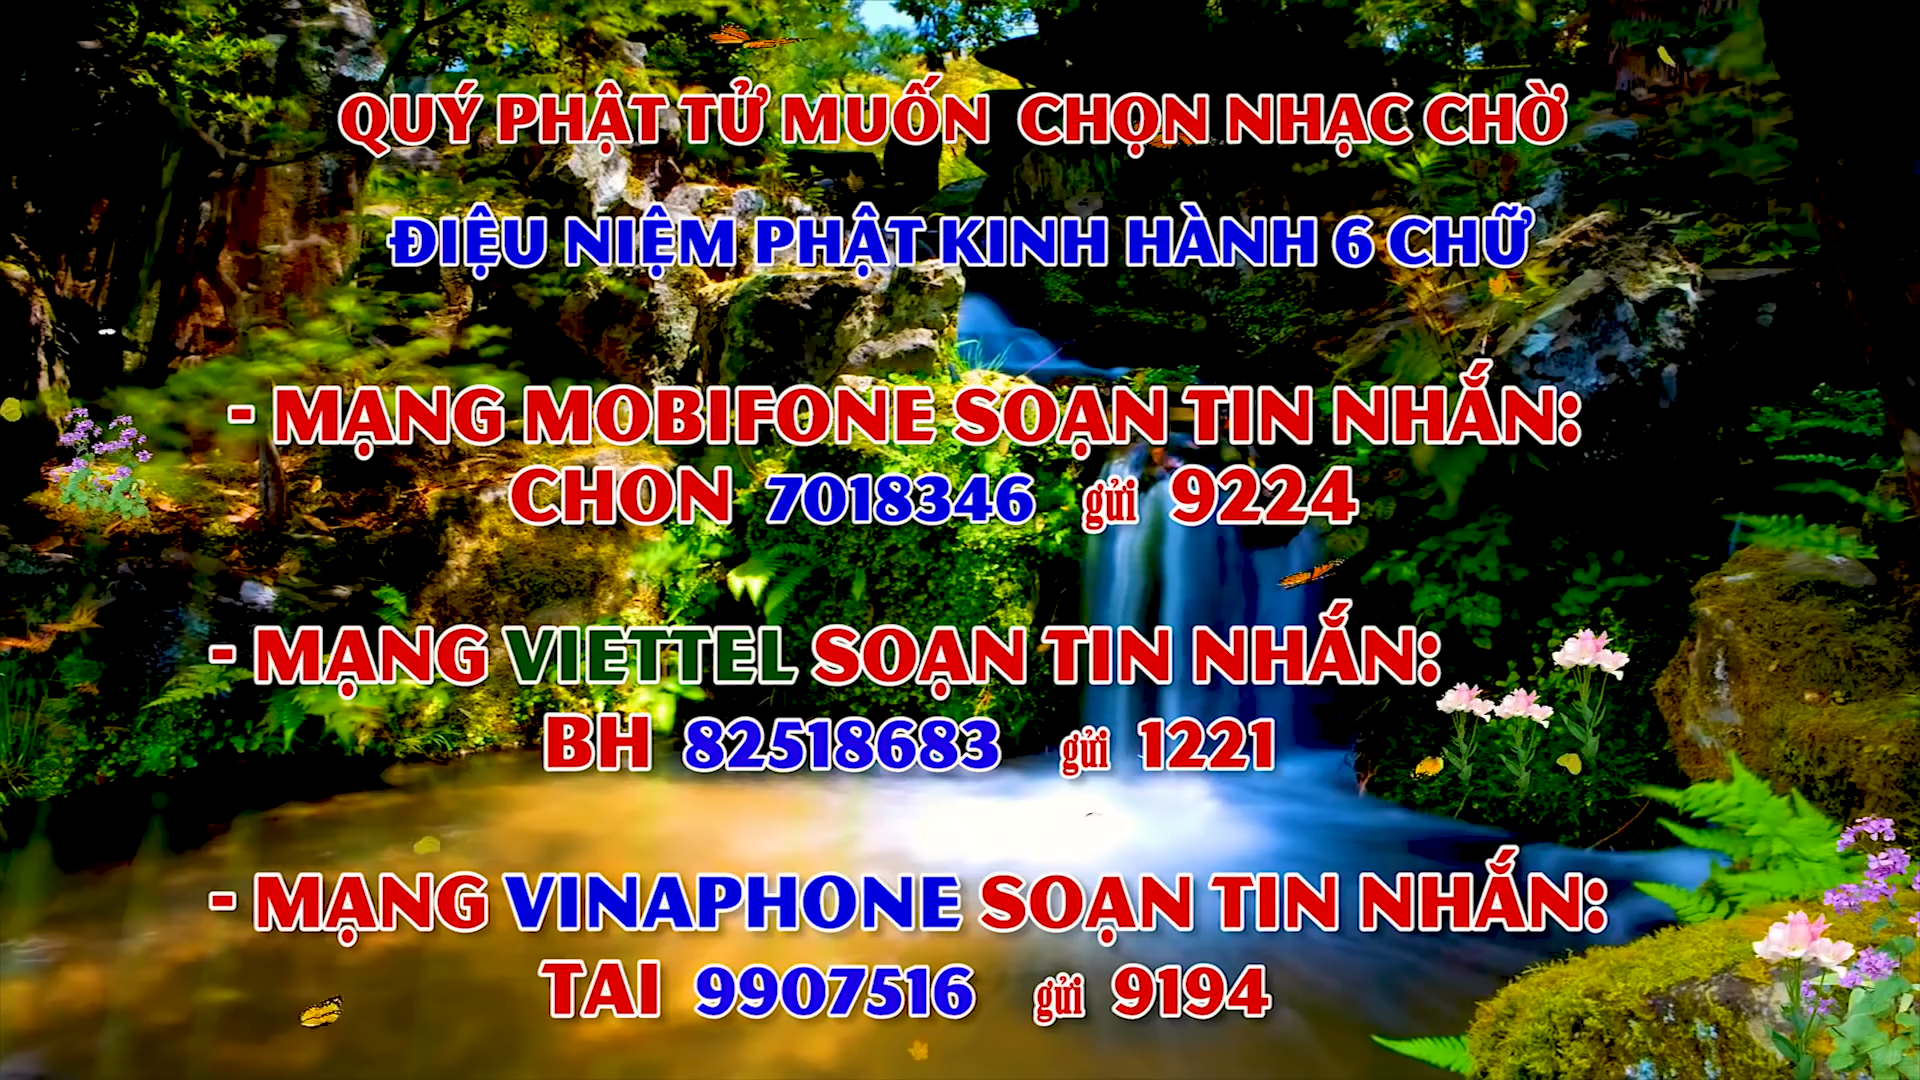 QUÝ PHẬT TỬ MUỐN CHỌN NHẠC CHỜ
ĐIỆU NIỆM PHẬT KINH HÀNH 6 CHỮ
- MẠNG MOBIFONE SOẠN TIN NHẮN:
CHON 7018346 gửi 9224
- MẠNG VIETTEL SOẠN TIN NHẮN:
BH 82518683 gửi 1221
- MẠNG VINAPHONE SOẠN TIN NHẮN:
TAI 9907516 gửi 9194